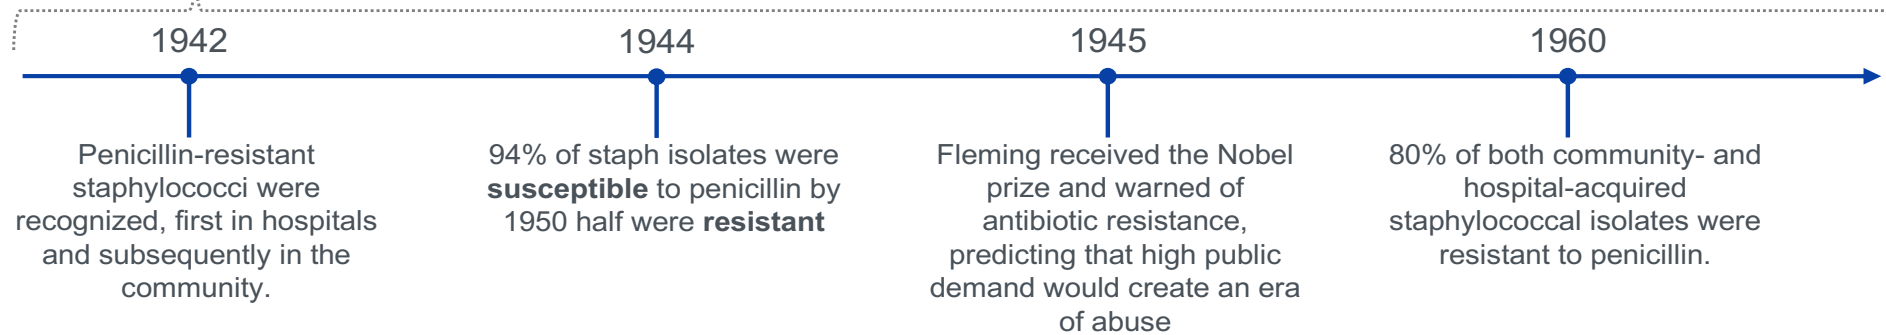 1942
Penicillin-resistant
staphylococci were
recognized, first in hospitals
and subsequently in the
community.
1944
94% of staph isolates were
susceptible to penicillin by
1950 half were resistant
1945
Fleming received the Nobel
prize and warned of
antibiotic resistance,
predicting that high public
demand would create an era
of abuse
1960
80% of both community- and
hospital-acquired
staphylococcal isolates were
resistant to penicillin.